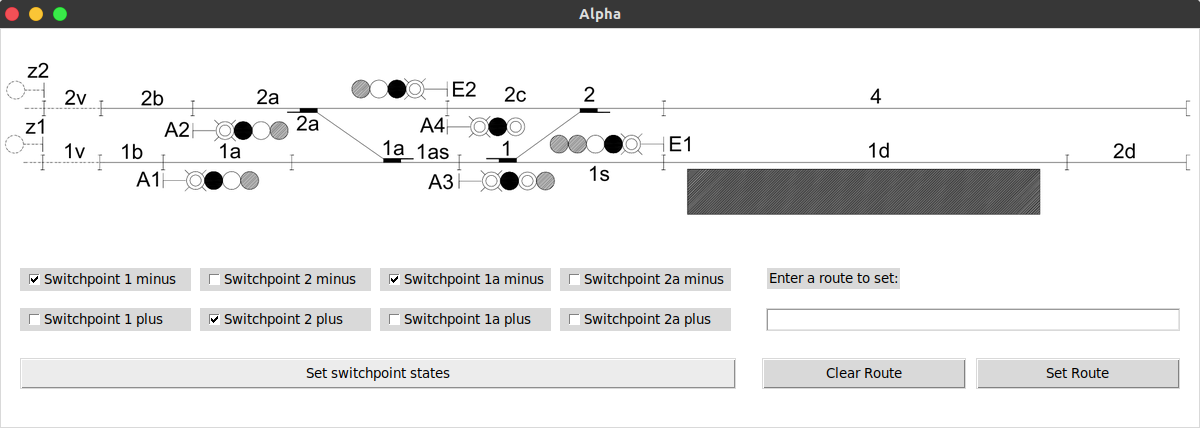 Alpha
z2
E2
2v 2b 2a 2c 2 4
2a
z1 A2 A4
1a 1as 1 E1
1v 1b 1a 1d 2d
A1 A3 1s
Switchpoint 1 minus Switchpoint 2 minus Switchpoint 1a minus Switchpoint 2a minus Enter a route to set:
Switchpoint 1 plus Switchpoint 2 plus Switchpoint 1a plus Switchpoint 2a plus
Set switchpoint states Clear Route Set Route